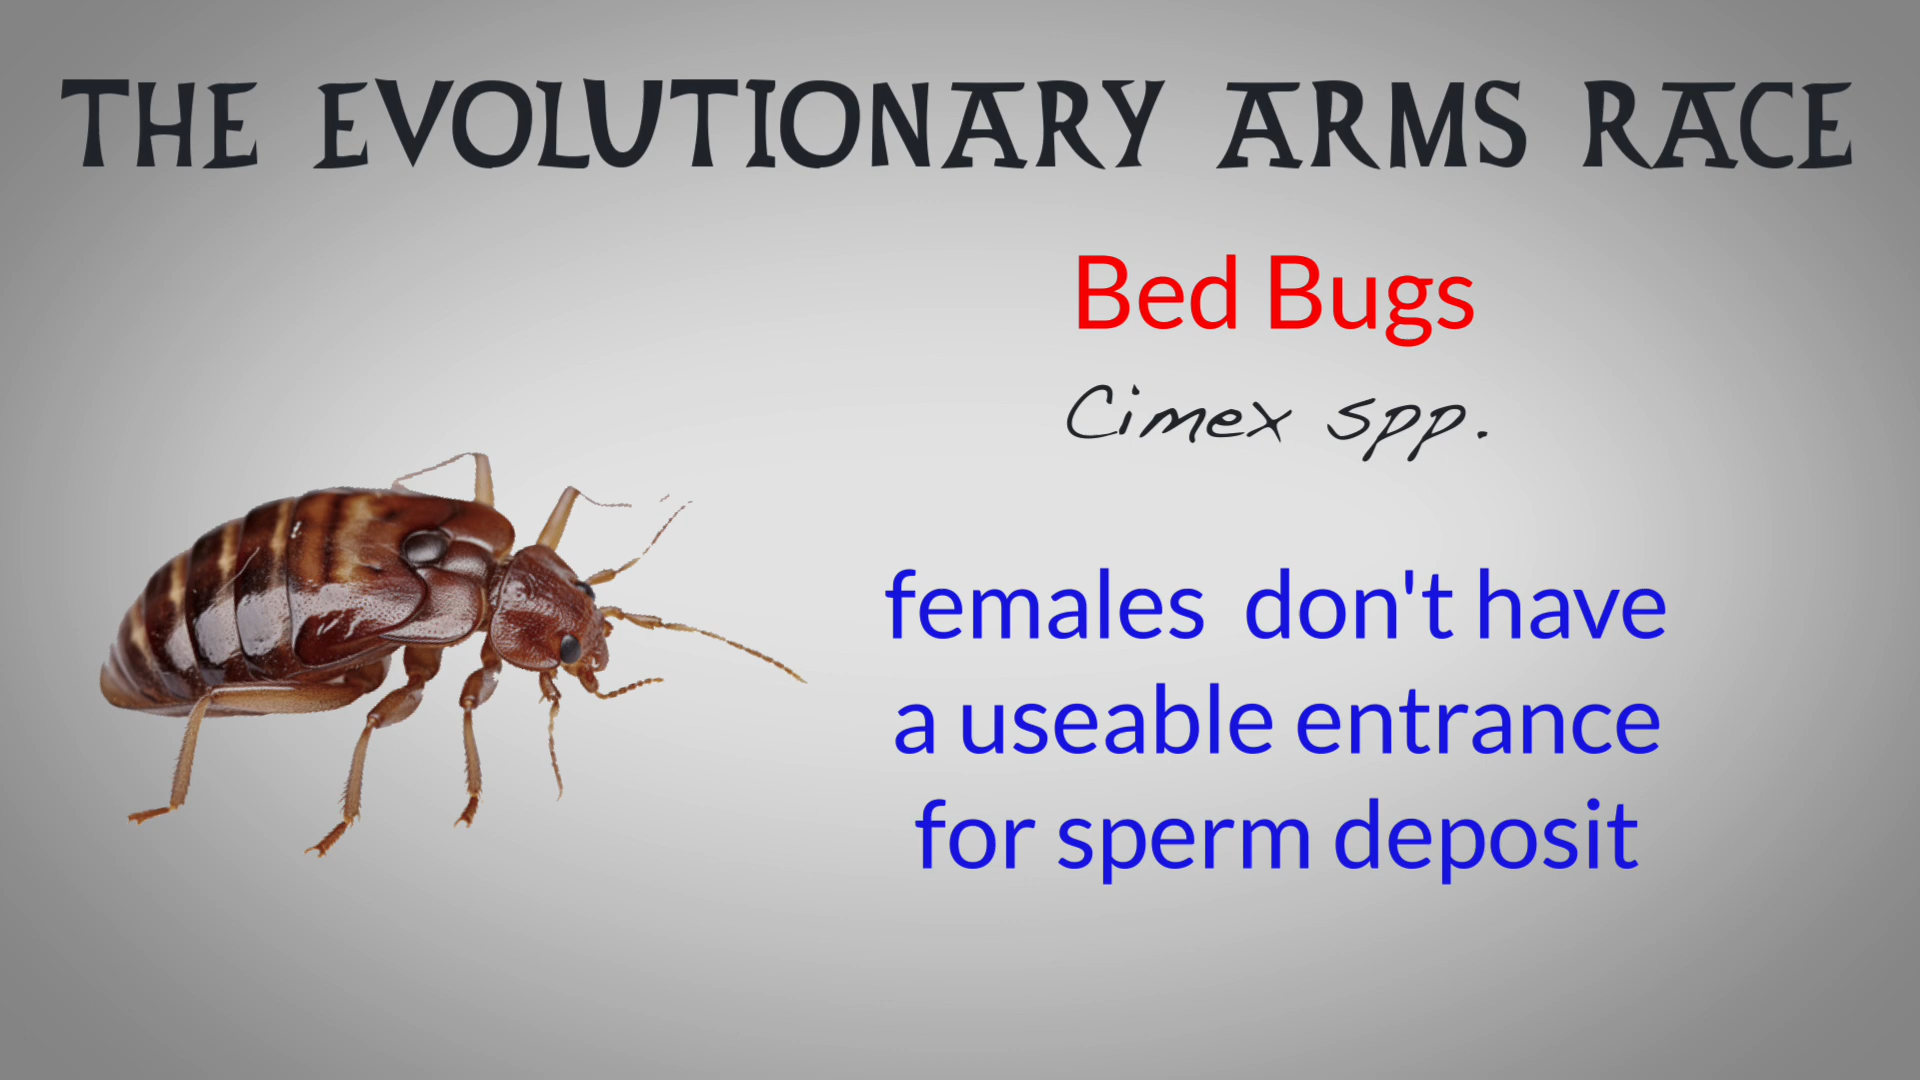 THE EVOLUTIONARY ARMS RACE
Bed Bugs
Cimex spp.
females don't have
a useable entrance
for sperm deposit